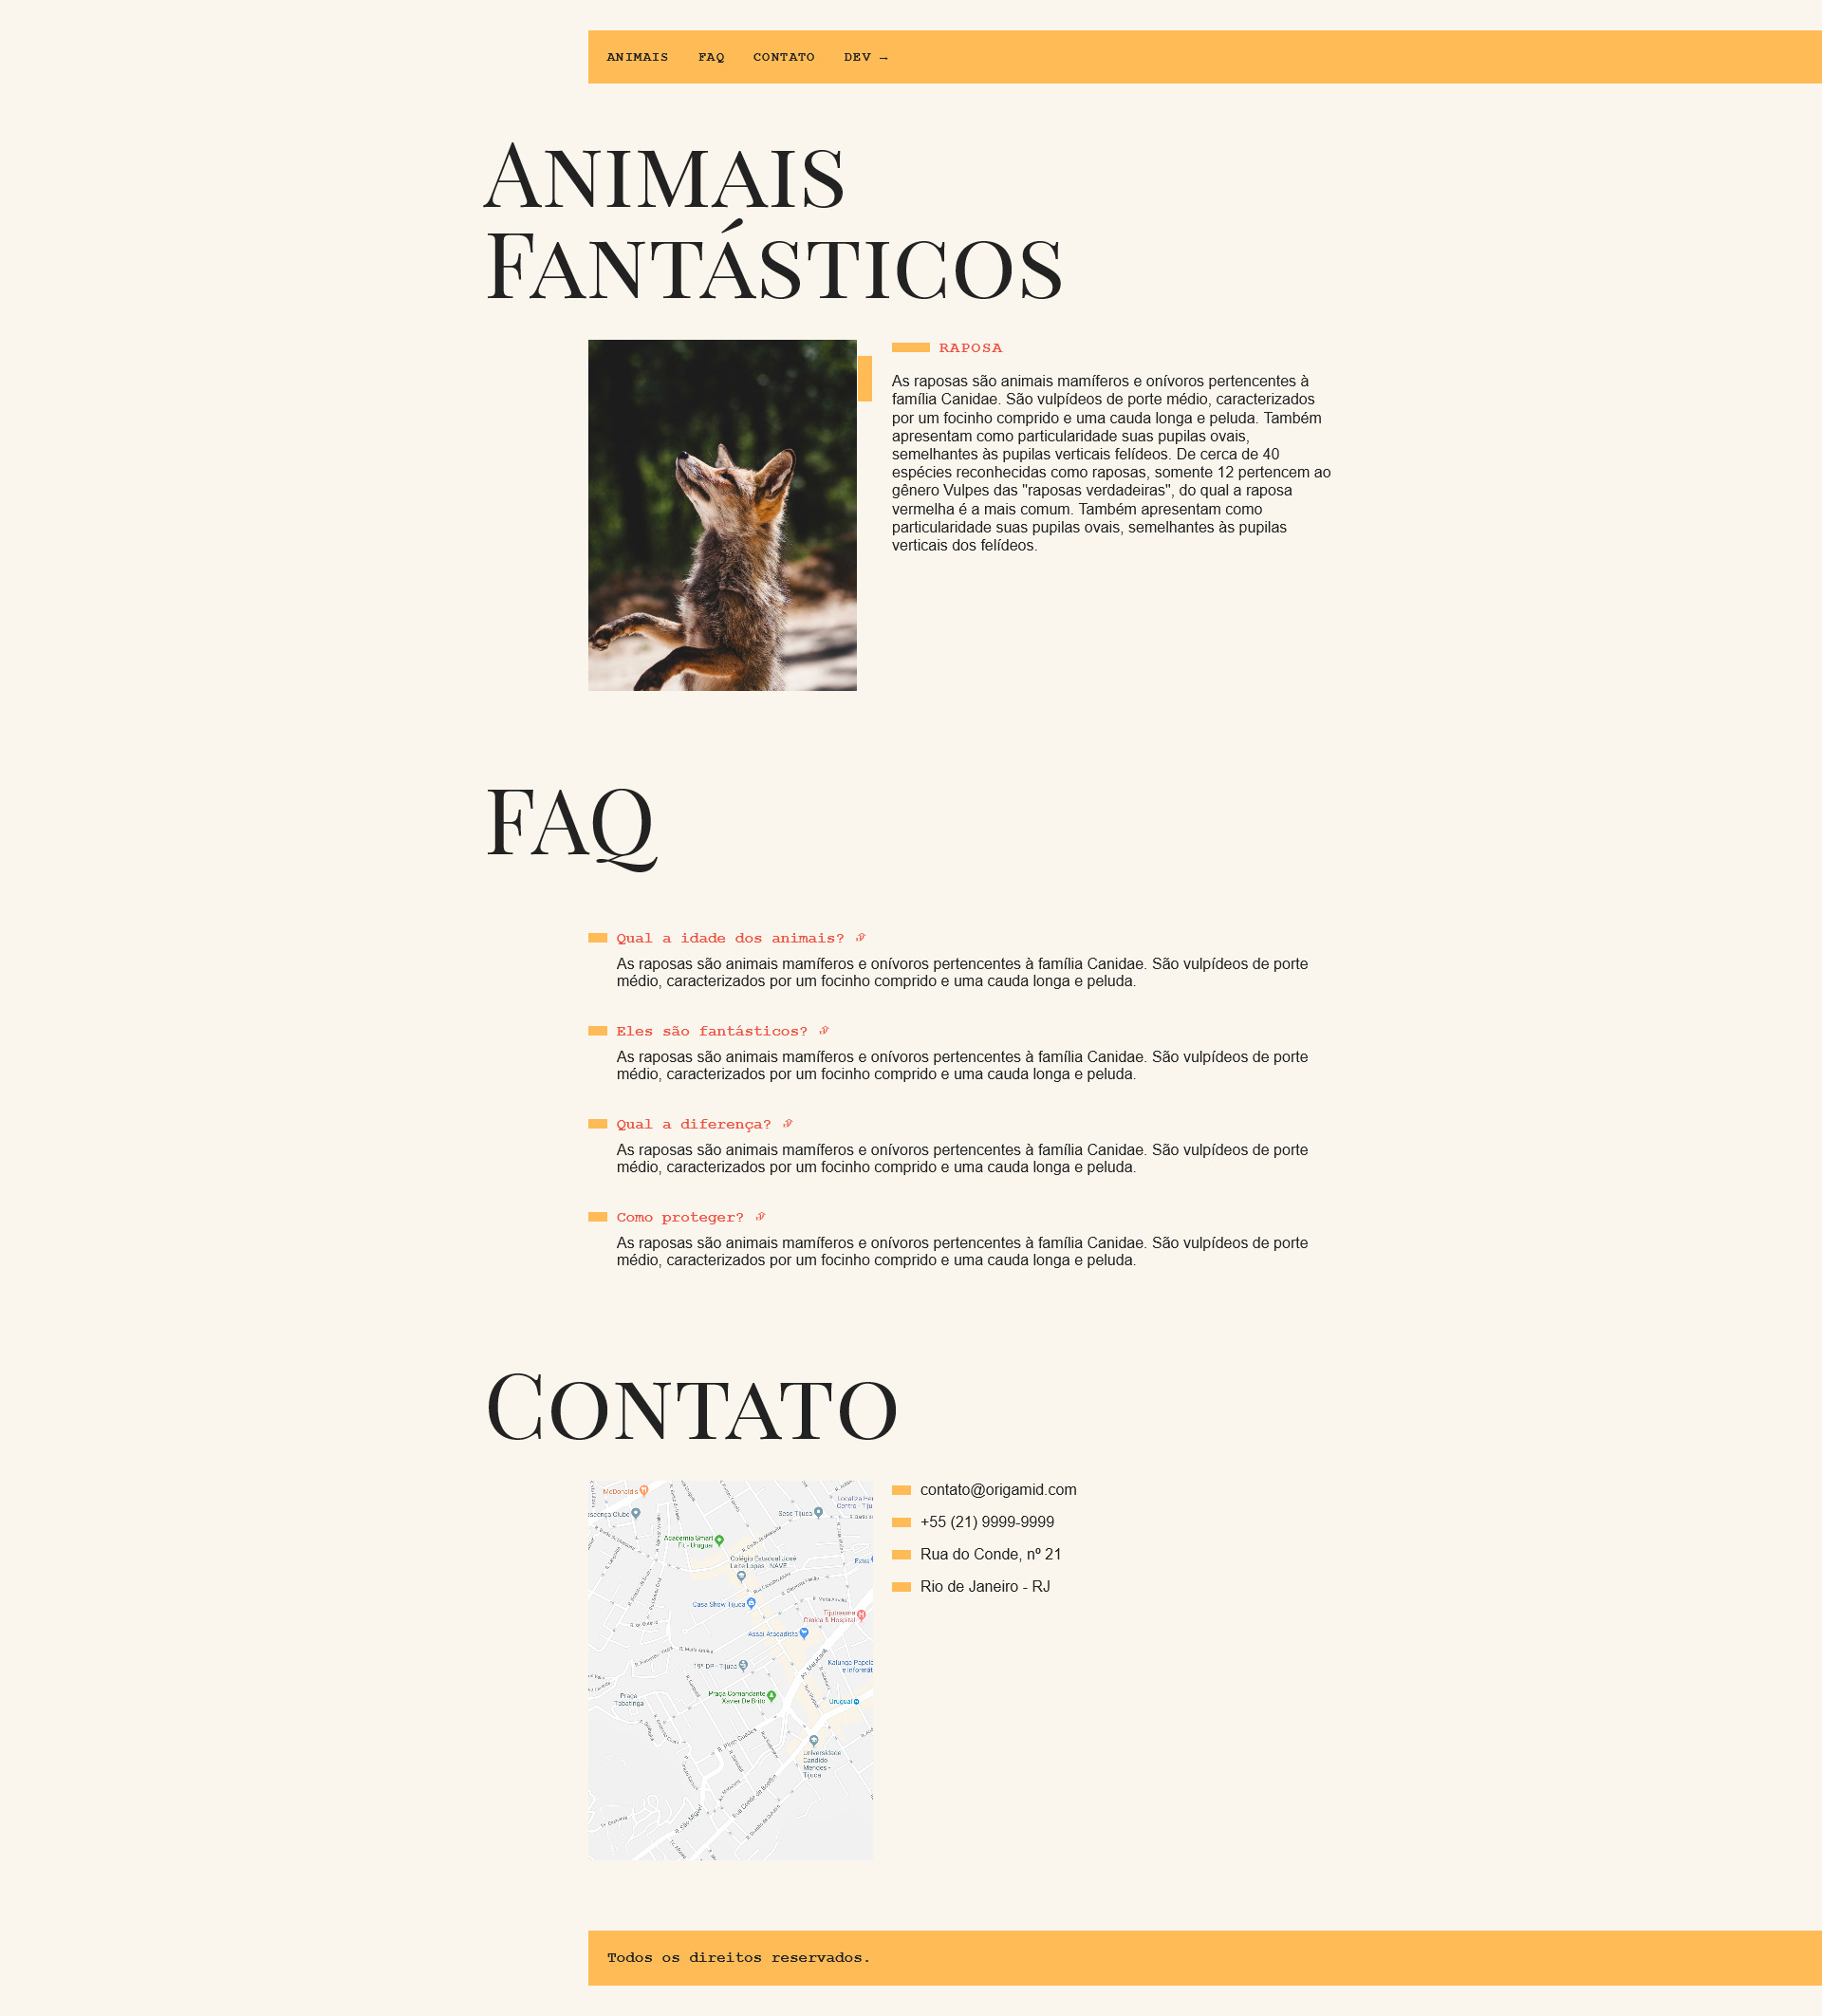 ANIMAIS FAQ CONTATO DEV →
Animais
Fantásticos
RAPOSA
As raposas são animais mamíferos e onívoros pertencentes à
família Canidae. São vulpídeos de porte médio, caracterizados
por um focinho comprido e uma cauda longa e peluda. Também
apresentam como particularidade suas pupilas ovais,
semelhantes às pupilas verticais felídeos. De cerca de 40
espécies reconhecidas como raposas, somente 12 pertencem ao
gênero Vulpes das "raposas verdadeiras", do qual a raposa
vermelha é a mais comum. Também apresentam como
particularidade suas pupilas ovais, semelhantes às pupilas
verticais dos felídeos.
FAQ
Qual a idade dos animais?
As raposas são animais mamíferos e onívoros pertencentes à família Canidae. São vulpídeos de porte
médio, caracterizados por um focinho comprido e uma cauda longa e peluda.
Eles são fantásticos?
As raposas são animais mamíferos e onívoros pertencentes à família Canidae. São vulpídeos de porte
médio, caracterizados por um focinho comprido e uma cauda longa e peluda.
Qual a diferença?
As raposas são animais mamíferos e onívoros pertencentes à família Canidae. São vulpídeos de porte
médio, caracterizados por um focinho comprido e uma cauda longa e peluda.
Como proteger?
As raposas são animais mamíferos e onívoros pertencentes à família Canidae. São vulpídeos de porte
médio, caracterizados por um focinho comprido e uma cauda longa e peluda.
Contato
McDonald's
Sesc Tijuca
Academia Smart
Fit - Uruguai
Colégio Estadual José
Leite Lopes - NAVE
Casa Show Tijuca
Tijutrauma
Clínica & Hospital
Assaí Atacadista
19ª DP - Tijuca
Kalunga Papela
e Informát
Praça
Tabatinga
Praça Comandante
Xavier De Brito
Uruguai
Av. Maracanã
Universidade
Candido
Mendes -
Tijuca
Rua Conde de Bonfim
R. São Miguel
contato@origamid.com
+55 (21) 9999-9999
Rua do Conde, nº 21
Rio de Janeiro - RJ
Todos os direitos reservados.